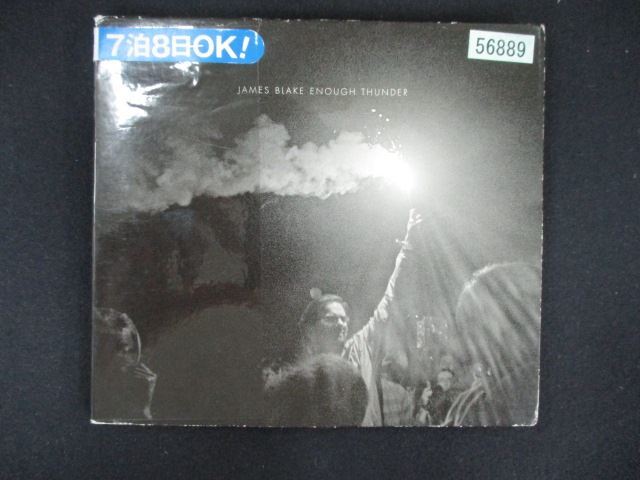 7泊8日OK!
56889
JAMES BLAKE ENOUGH THUNDER